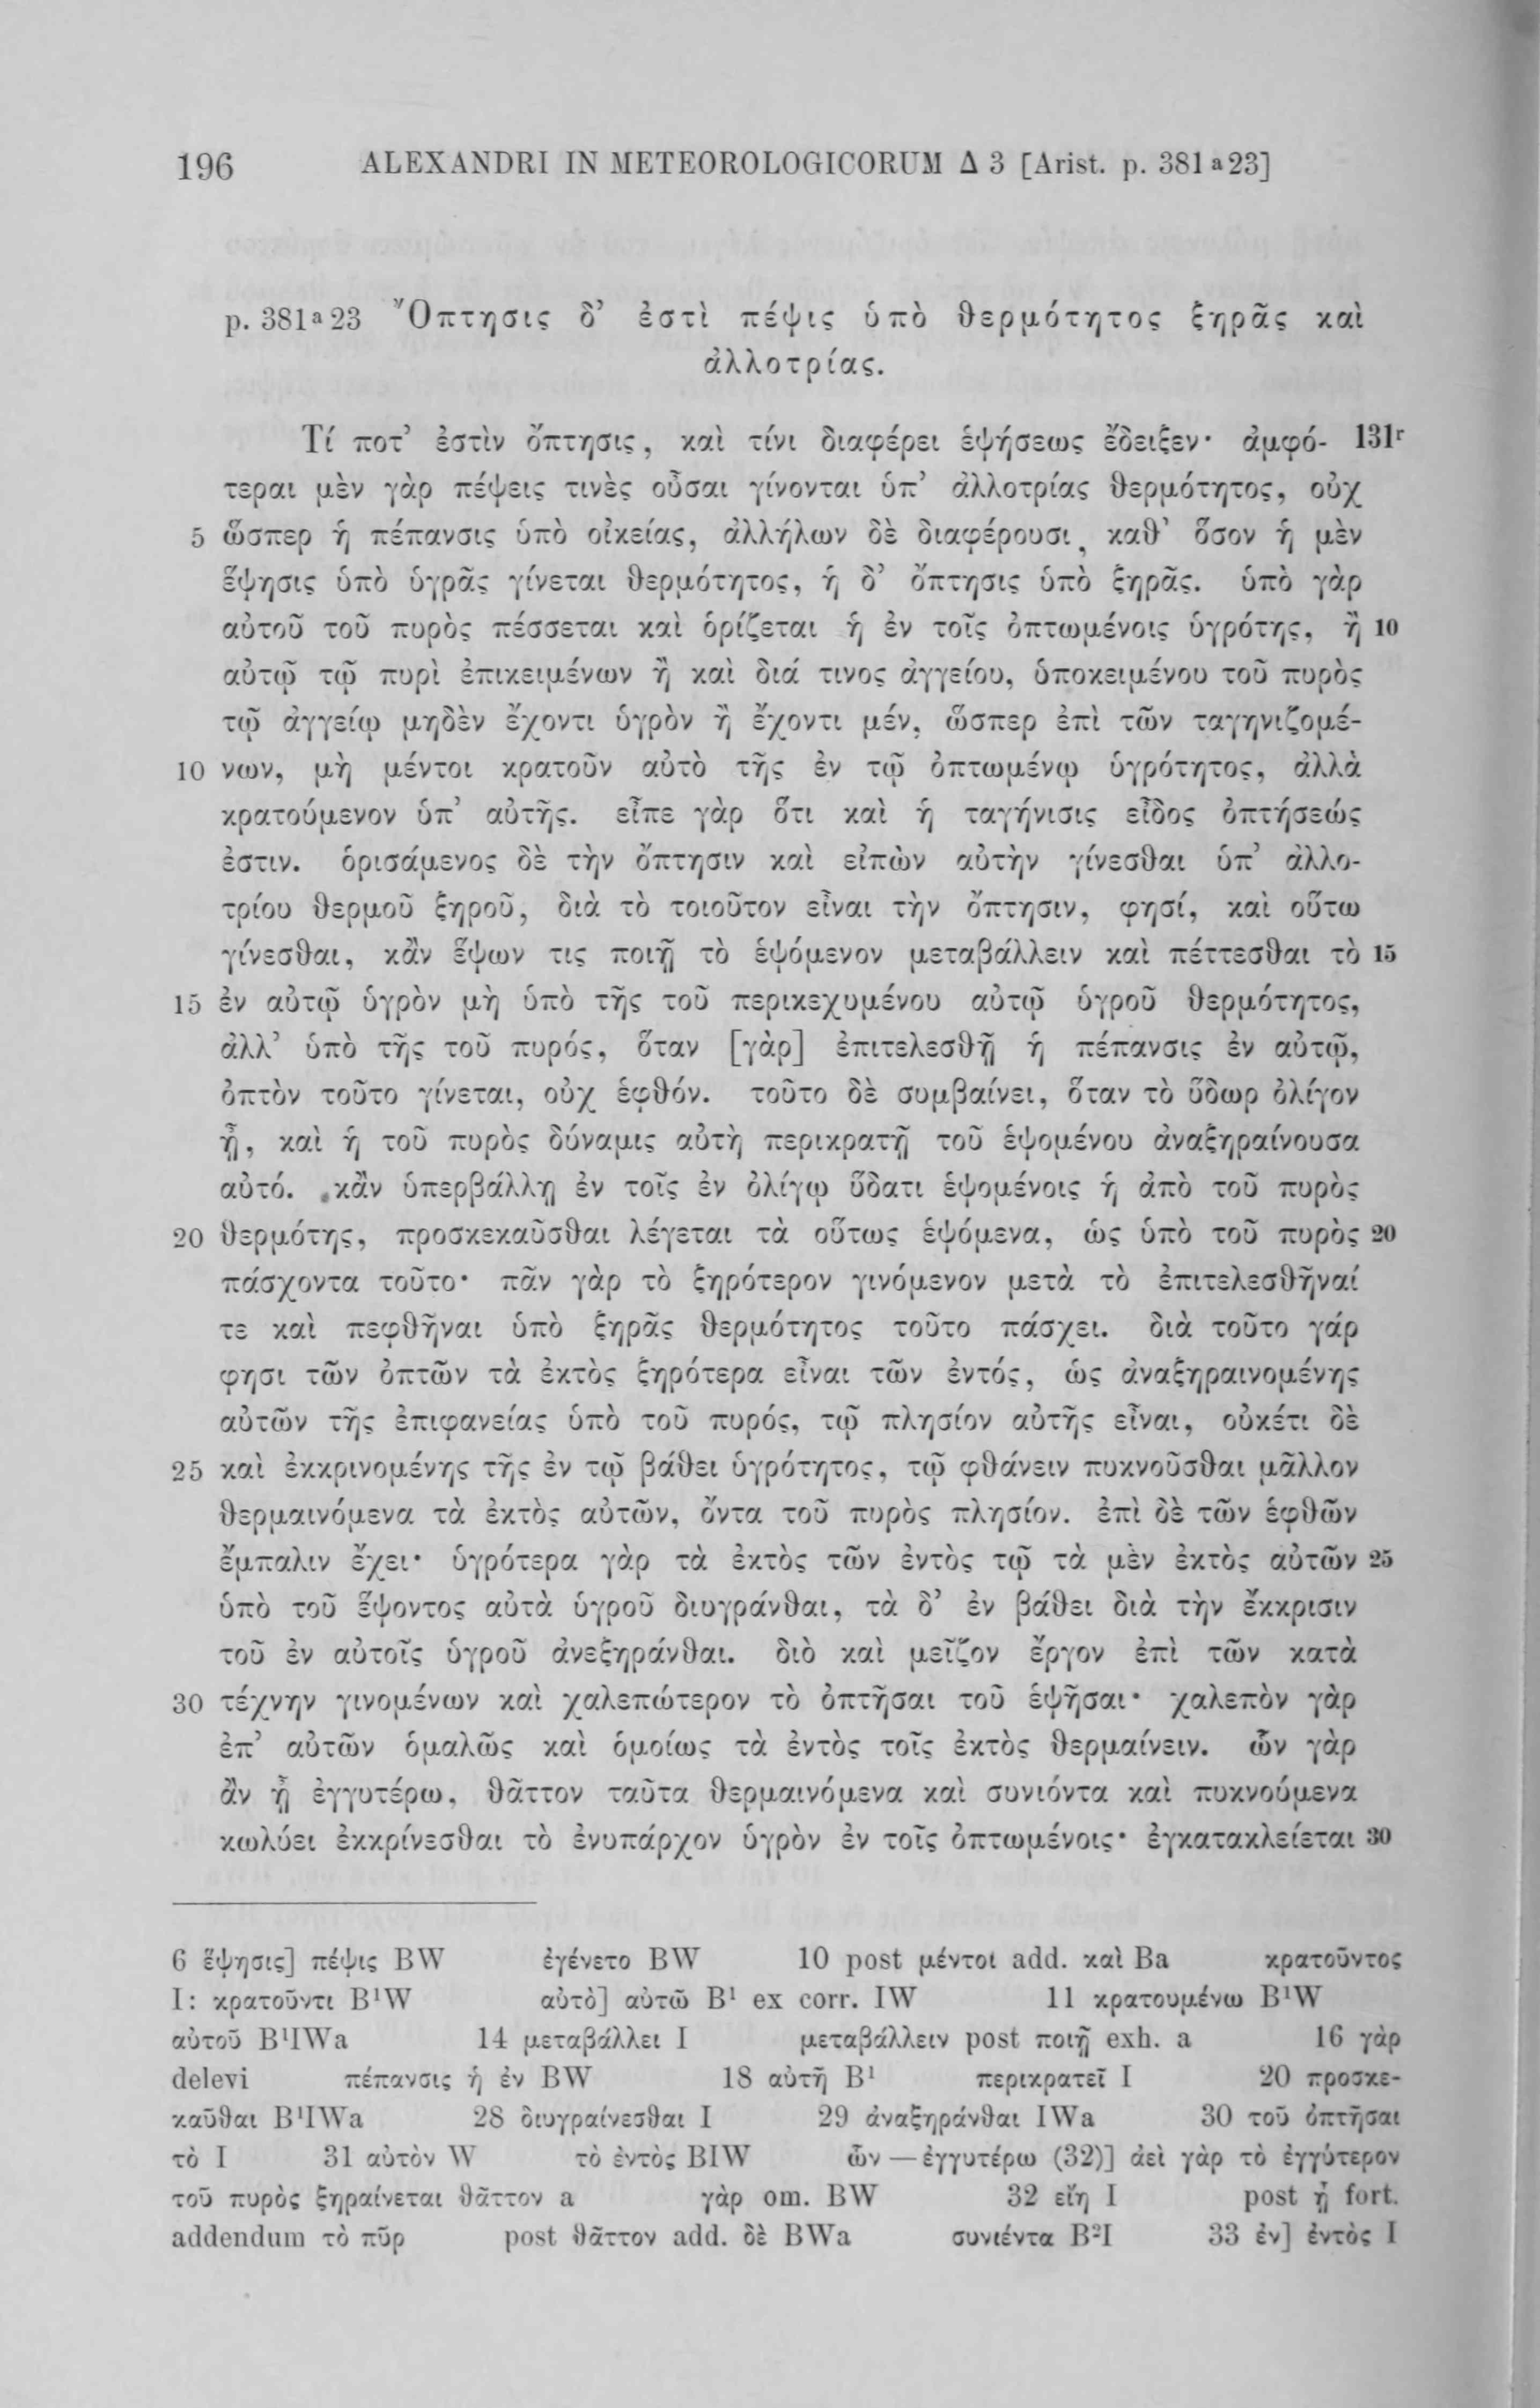 196 ALEXANDRI IN METEOROLOGICORUM Δ 3 [Arist. p. 381 a 23]
p. 381 a 23 Ὄπτησις δ’ ἐστὶ πέψις ὑπὸ θερμότητος ξηρᾶς καὶ
ἀλλοτρίας.
Τί ποτ’ ἐστὶν ὄπτησις, καὶ τίνι διαφέρει ἑψήσεως ἔδειξεν· ἀμφό- 131r
τεραι μὲν γὰρ πέψεις τινὲς οὖσαι γίνονται ὑπ’ ἀλλοτρίας θερμότητος, οὐχ
5 ὥσπερ ἡ πέπανσις ὑπὸ οἰκείας, ἀλλήλων δὲ διαφέρουσι, καθ’ ὅσον ἡ μὲν
ἕψησις ὑπὸ ὑγρᾶς γίνεται θερμότητος, ἡ δ’ ὄπτησις ὑπὸ ξηρᾶς. ὑπὸ γὰρ
αὐτοῦ τοῦ πυρὸς πέσσεται καὶ ὁρίζεται ἡ ἐν τοῖς ὀπτωμένοις ὑγρότης, ἢ 10
αὐτῷ τῷ πυρὶ ἐπικειμένων ἢ καὶ διά τινος ἀγγείου, ὑποκειμένου τοῦ πυρὸς
τῷ ἀγγείῳ μηδὲν ἔχοντι ὑγρὸν ἢ ἔχοντι μέν, ὥσπερ ἐπὶ τῶν ταγηνιζομέ-
10 νων, μὴ μέντοι κρατοῦν αὐτὸ τῆς ἐν τῷ ὀπτωμένῳ ὑγρότητος, ἀλλὰ
κρατούμενον ὑπ’ αὐτῆς. εἶπε γὰρ ὅτι καὶ ἡ ταγήνισις εἶδος ὀπτήσεώς
ἐστιν. ὁρισάμενος δὲ τὴν ὄπτησιν καὶ εἰπὼν αὐτὴν γίνεσθαι ὑπ’ ἀλλο-
τρίου θερμοῦ ξηροῦ, διὰ τὸ τοιοῦτον εἶναι τὴν ὄπτησιν, φησί, καὶ οὕτω
γίνεσθαι, κἂν ἕψων τις ποιῇ τὸ ἑψόμενον μεταβάλλειν καὶ πέττεσθαι τὸ 15
15 ἐν αὐτῷ ὑγρὸν μὴ ὑπὸ τῆς τοῦ περικεχυμένου αὐτῷ ὑγροῦ θερμότητος,
ἀλλ’ ὑπὸ τῆς τοῦ πυρός, ὅταν [γὰρ] ἐπιτελεσθῇ ἡ πέπανσις ἐν αὐτῷ,
ὀπτὸν τοῦτο γίνεται, οὐχ ἑφθόν. τοῦτο δὲ συμβαίνει, ὅταν τὸ ὕδωρ ὀλίγον
ᾖ, καὶ ἡ τοῦ πυρὸς δύναμις αὐτὴ περικρατῇ τοῦ ἑψομένου ἀναξηραίνουσα
αὐτό. κἂν ὑπερβάλλῃ ἐν τοῖς ἐν ὀλίγῳ ὕδατι ἑψομένοις ἡ ἀπὸ τοῦ πυρὸς
20 θερμότης, προσκεκαῦσθαι λέγεται τὰ οὕτως ἑψόμενα, ὡς ὑπὸ τοῦ πυρὸς 20
πάσχοντα τοῦτο· πᾶν γὰρ τὸ ξηρότερον γινόμενον μετὰ τὸ ἐπιτελεσθῆναί
τε καὶ πεφθῆναι ὑπὸ ξηρᾶς θερμότητος τοῦτο πάσχει. διὰ τοῦτο γάρ
φησι τῶν ὀπτῶν τὰ ἐκτὸς ξηρότερα εἶναι τῶν ἐντός, ὡς ἀναξηραινομένης
αὐτῶν τῆς ἐπιφανείας ὑπὸ τοῦ πυρός, τῷ πλησίον αὐτῆς εἶναι, οὐκέτι δὲ
25 καὶ ἐκκρινομένης τῆς ἐν τῷ βάθει ὑγρότητος, τῷ φθάνειν πυκνοῦσθαι μᾶλλον
θερμαινόμενα τὰ ἐκτὸς αὐτῶν, ὄντα τοῦ πυρὸς πλησίον. ἐπὶ δὲ τῶν ἑφθῶν
ἔμπαλιν ἔχει· ὑγρότερα γὰρ τὰ ἐκτὸς τῶν ἐντὸς τῷ τὰ μὲν ἐκτὸς αὐτῶν 25
ὑπὸ τοῦ ἕψοντος αὐτὰ ὑγροῦ διυγράνθαι, τὰ δ’ ἐν βάθει διὰ τὴν ἔκκρισιν
τοῦ ἐν αὐτοῖς ὑγροῦ ἀνεξηράνθαι. διὸ καὶ μεῖζον ἔργον ἐπὶ τῶν κατὰ
30 τέχνην γινομένων καὶ χαλεπώτερον τὸ ὀπτῆσαι τοῦ ἑψῆσαι· χαλεπὸν γὰρ
ἐπ’ αὐτῶν ὁμαλῶς καὶ ὁμοίως τὰ ἐντὸς τοῖς ἐκτὸς θερμαίνειν. ὧν γὰρ
ἂν ᾖ ἐγγυτέρω, θᾶττον ταῦτα θερμαινόμενα καὶ συνιόντα καὶ πυκνούμενα
κωλύει ἐκκρίνεσθαι τὸ ἐνυπάρχον ὑγρὸν ἐν τοῖς ὀπτωμένοις· ἐγκατακλείεται 30
6 ἕψησις] πέψις BW ἐγένετο BW 10 post μέντοι add. καὶ Ba κρατοῦντος
I: κρατοῦντι B¹W αὐτὸ] αὐτῶ B¹ ex corr. IW 11 κρατουμένω B¹W
αὐτοῦ B¹IWa 14 μεταβάλλει I μεταβάλλειν post ποιῇ exh. a 16 γὰρ
delevi πέπανσις ἡ ἐν BW 18 αὐτῆ B¹ περικρατεῖ I 20 προσκε-
καῦθαι B¹IWa 28 διυγραίνεσθαι I 29 ἀναξηράνθαι IWa 30 τοῦ ὀπτῆσαι
τὸ I 31 αὐτὸν W τὸ ἐντὸς BIW ὧν — ἐγγυτέρω (32)] ἀεὶ γὰρ τὸ ἐγγύτερον
τοῦ πυρὸς ξηραίνεται θᾶττον a γὰρ om. BW 32 εἴη I post ᾖ fort.
addendum τὸ πῦρ post θᾶττον add. δὲ BWa συνιέντα B²I 33 ἐν] ἐντὸς I